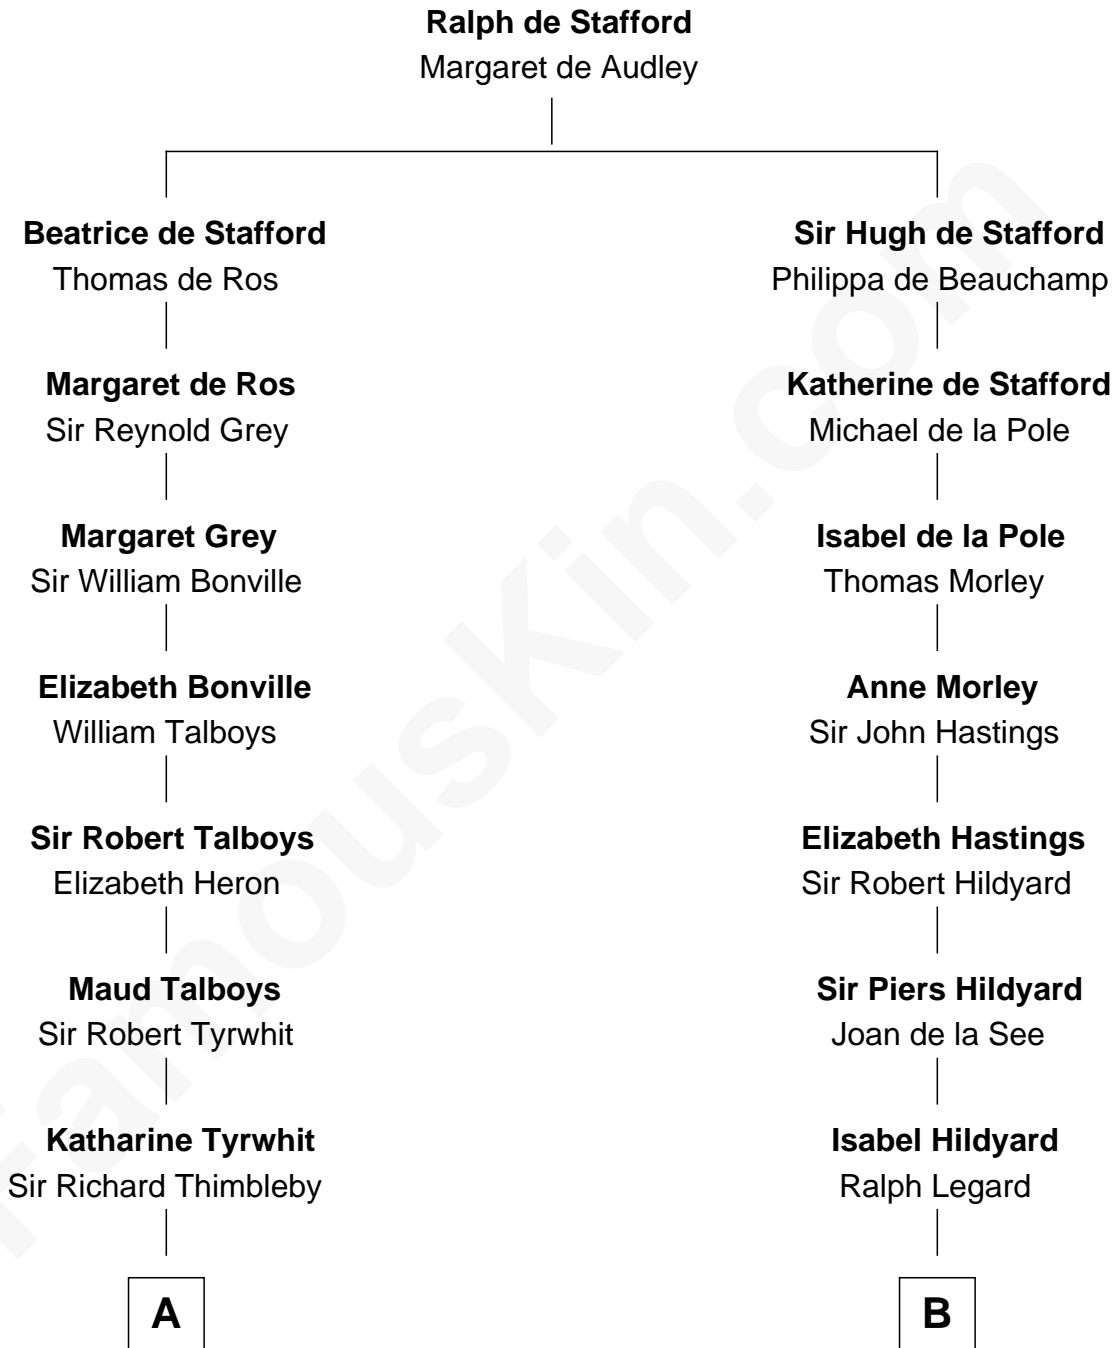 Ralph de Stafford
Margaret de Audley
Beatrice de Stafford
Thomas de Ros
Sir Hugh de Stafford
Philippa de Beauchamp
Margaret de Ros
Sir Reynold Grey
Katherine de Stafford
Michael de la Pole
Margaret Grey
Sir William Bonville
Isabel de la Pole
Thomas Morley
Elizabeth Bonville
William Talboys
Anne Morley
Sir John Hastings
Sir Robert Talboys
Elizabeth Heron
Elizabeth Hastings
Sir Robert Hildyard
Maud Talboys
Sir Robert Tyrwhit
Sir Piers Hildyard
Joan de la See
Katharine Tyrwhit
Sir Richard Thimbleby
Isabel Hildyard
Ralph Legard
A
B
FamousKin.com